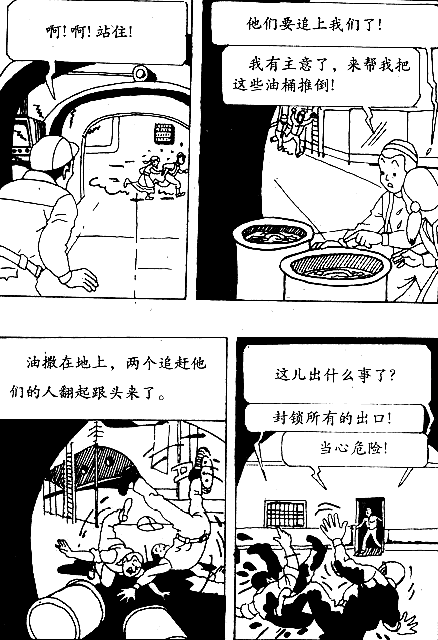 啊！啊！站住！
他们要追上我们了！
我有主意了，来帮我把
这些油桶推倒！
油撒在地上，两个追赶他
们的人翻起跟头来了。
这儿出什么事了？
封锁所有的出口！
当心危险！